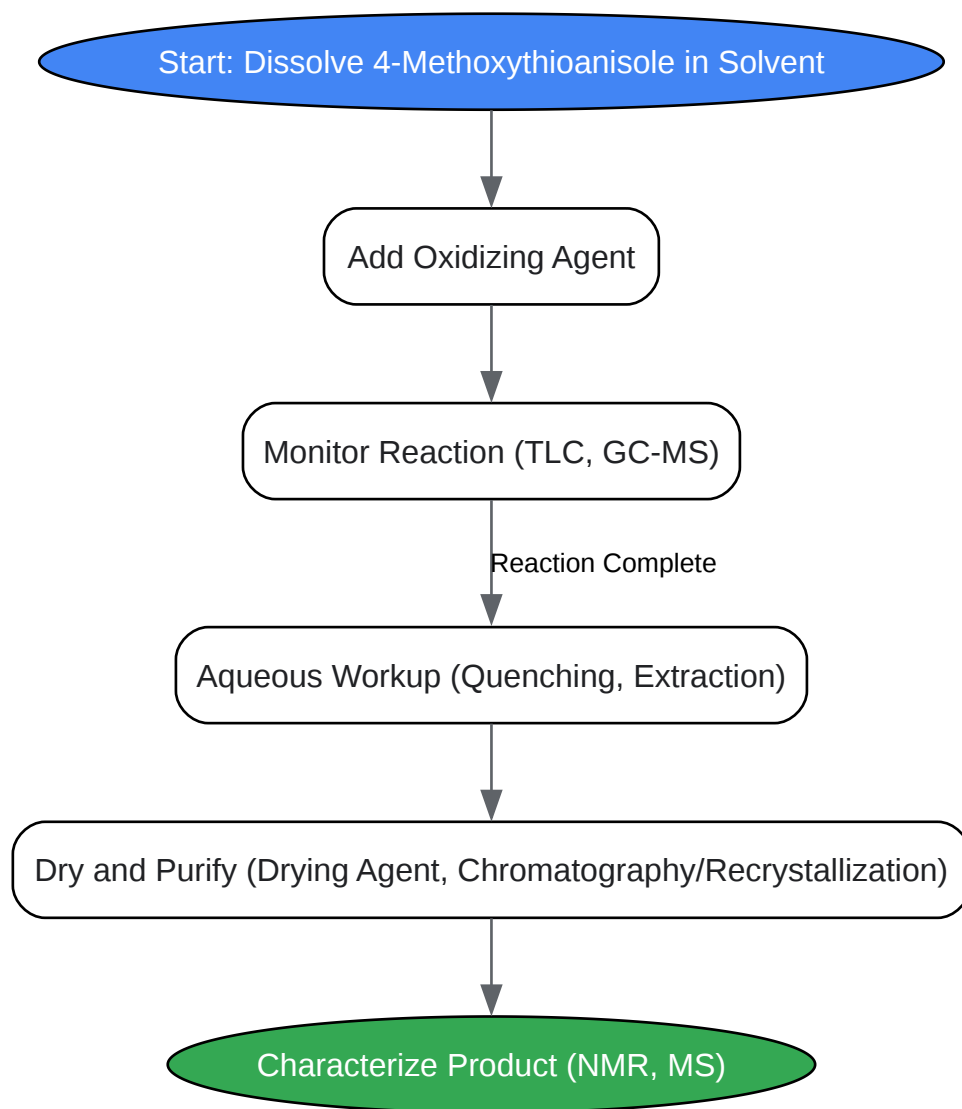 Start: Dissolve 4-Methoxythioanisole in Solvent
Add Oxidizing Agent
Monitor Reaction (TLC, GC-MS)
Reaction Complete
Aqueous Workup (Quenching, Extraction)
Dry and Purify (Drying Agent, Chromatography/Recrystallization)
Characterize Product (NMR, MS)